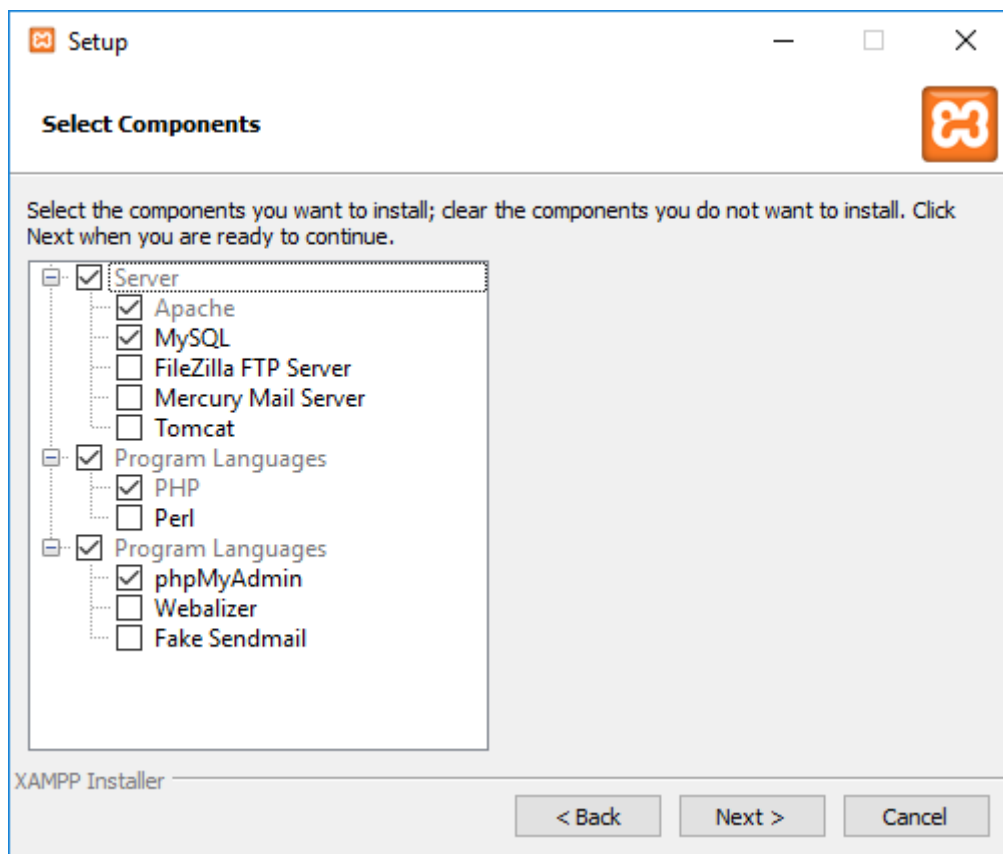 Setup
Select Components
Select the components you want to install; clear the components you do not want to install. Click
Next when you are ready to continue.
Server
Apache
MySQL
FileZilla FTP Server
Mercury Mail Server
Tomcat
Program Languages
PHP
Perl
Program Languages
phpMyAdmin
Webalizer
Fake Sendmail
XAMPP Installer
< Back
Next >
Cancel